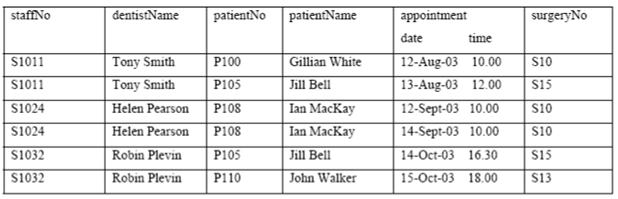 staffNo dentistName patientNo patientName appointment surgeryNo
date time
S1011 Tony Smith P100 Gillian White 12-Aug-03 10.00 S10
S1011 Tony Smith P105 Jill Bell 13-Aug-03 12.00 S15
S1024 Helen Pearson P108 Ian MacKay 12-Sept-03 10.00 S10
S1024 Helen Pearson P108 Ian MacKay 14-Sept-03 10.00 S10
S1032 Robin Plevin P105 Jill Bell 14-Oct-03 16.30 S15
S1032 Robin Plevin P110 John Walker 15-Oct-03 18.00 S13